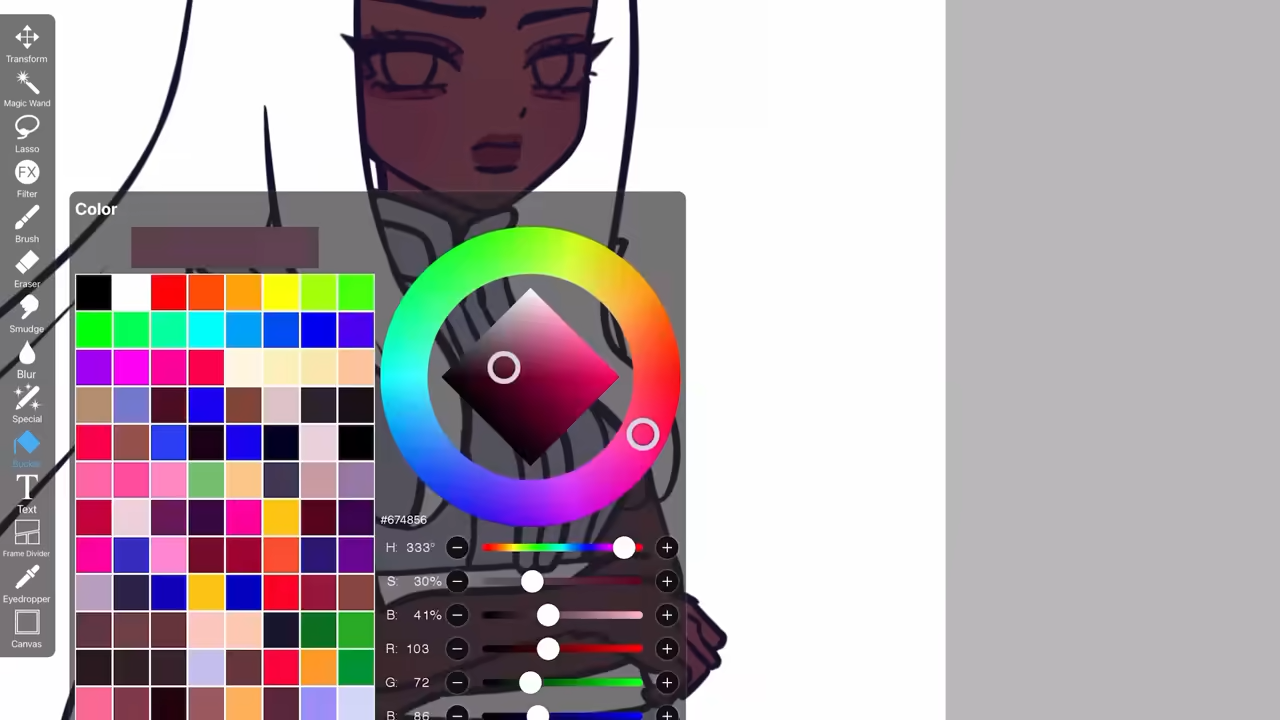 Transform
Magic Wand
Lasso
FX
Filter
Brush
Eraser
Smudge
Blur
Special
Bucket
T
Text
Frame Divider
Eyedropper
Canvas
Color
#674856
H: 333°
S: 30%
B: 41%
R: 103
G: 72
B: 86